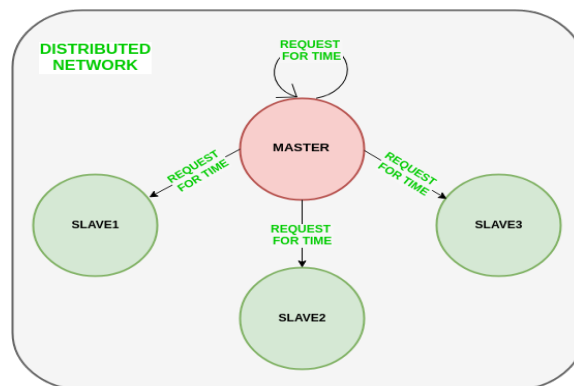 DISTRIBUTED
NETWORK
REQUEST
FOR TIME
MASTER
REQUEST
FOR TIME
REQUEST
FOR TIME
SLAVE1
REQUEST
FOR TIME
SLAVE3
SLAVE2